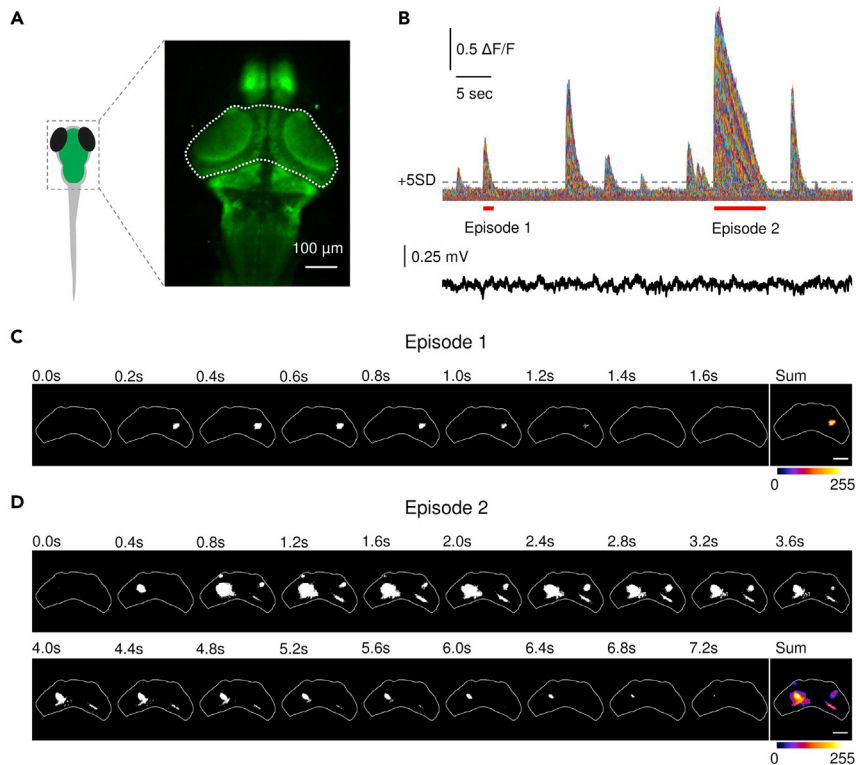 A
100 µm
B
0.5 ΔF/F
5 sec
+5SD
Episode 1
Episode 2
0.25 mV
C
Episode 1
0.0s 0.2s 0.4s 0.6s 0.8s 1.0s 1.2s 1.4s 1.6s Sum
0 255
D
Episode 2
0.0s 0.4s 0.8s 1.2s 1.6s 2.0s 2.4s 2.8s 3.2s 3.6s
4.0s 4.4s 4.8s 5.2s 5.6s 6.0s 6.4s 6.8s 7.2s Sum
0 255